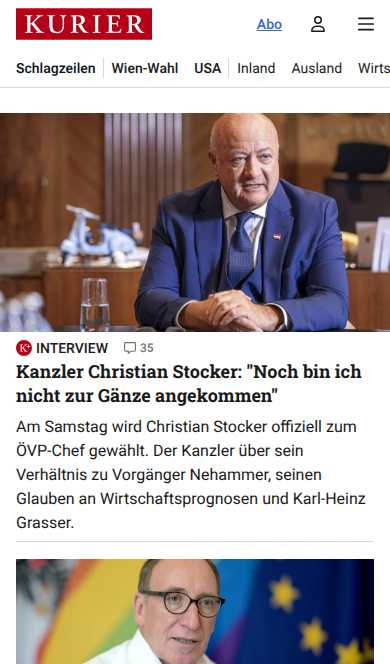 KURIER
Abo
Schlagzeilen Wien-Wahl USA Inland Ausland Wirts
K+ INTERVIEW 35
Kanzler Christian Stocker: "Noch bin ich
nicht zur Gänze angekommen"
Am Samstag wird Christian Stocker offiziell zum
ÖVP-Chef gewählt. Der Kanzler über sein
Verhältnis zu Vorgänger Nehammer, seinen
Glauben an Wirtschaftsprognosen und Karl-Heinz
Grasser.